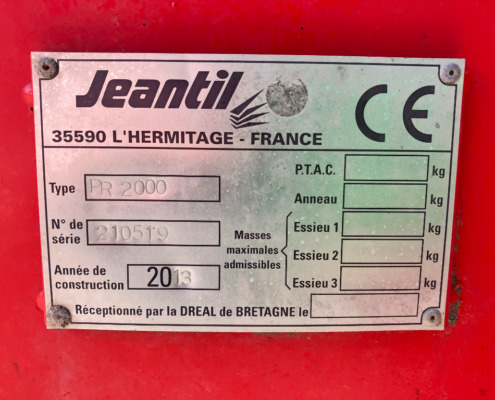 Jeantil
CE
35590 L'HERMITAGE - FRANCE
P.T.A.C. kg
Type PR 2000
Anneau kg
N° de série 210519
Masses maximales admissibles
Essieu 1 kg
Essieu 2 kg
Essieu 3 kg
Année de construction 2013
Réceptionné par la DREAL de BRETAGNE le